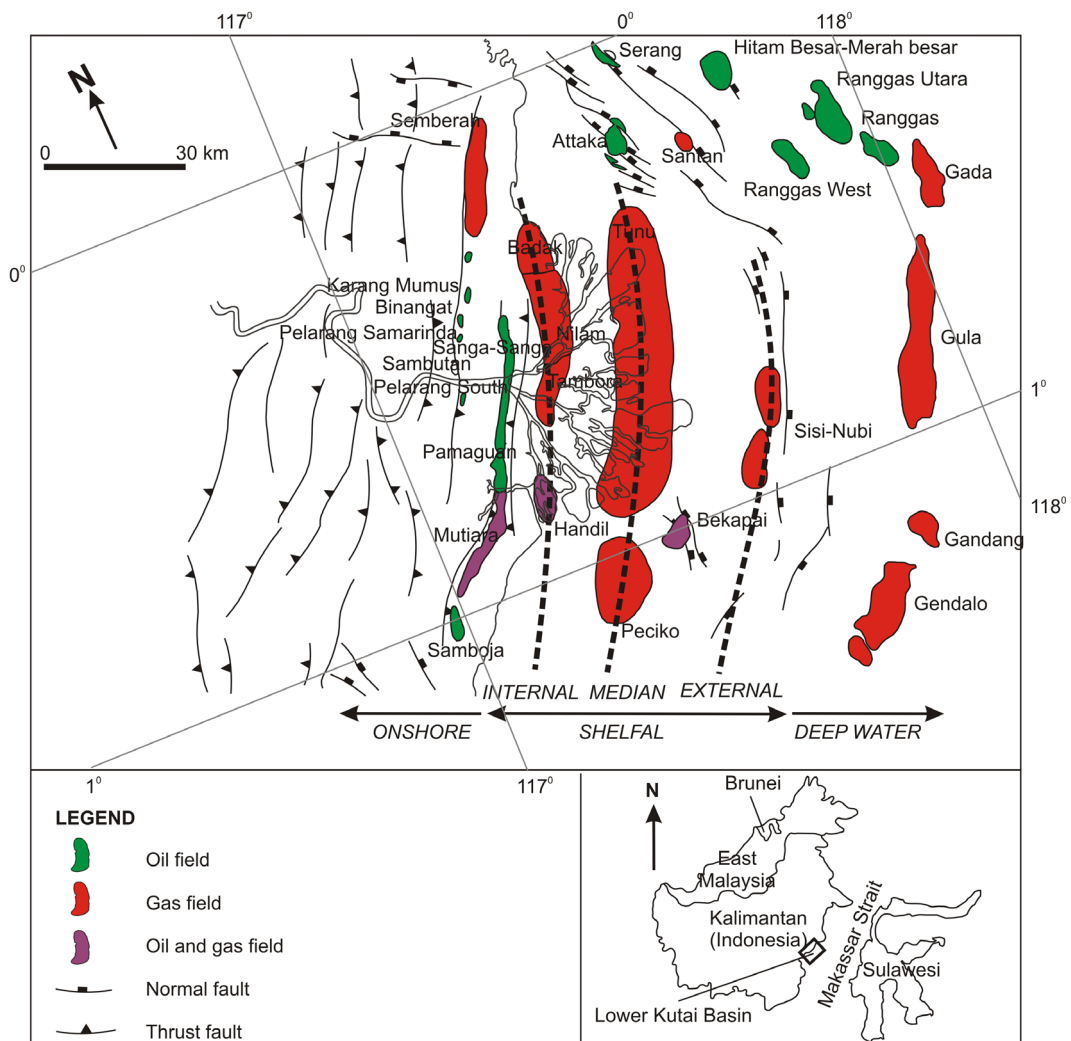 117⁰
0⁰
118⁰
Serang
Hitam Besar-Merah besar
N
Ranggas Utara
Semberah
Ranggas
0
30 km
Attaka
Santan
Ranggas West
Gada
Tunu
Badak
0⁰
Karang Mumus
Binangat
Pelarang Samarinda
Nilam
Gula
Sanga-Sanga
Sambutan
Tambora
Pelarang South
1⁰
Sisi-Nubi
Pamaguan
118⁰
Bekapai
Mutiara
Handil
Gandang
Gendalo
Peciko
Samboja
INTERNAL MEDIAN EXTERNAL
ONSHORE
SHELFAL
DEEP WATER
1⁰
117⁰
LEGEND
Oil field
Gas field
Oil and gas field
Normal fault
Thrust fault
N
Brunei
East
Malaysia
Kalimantan
(Indonesia)
Makassar Strait
Sulawesi
Lower Kutai Basin